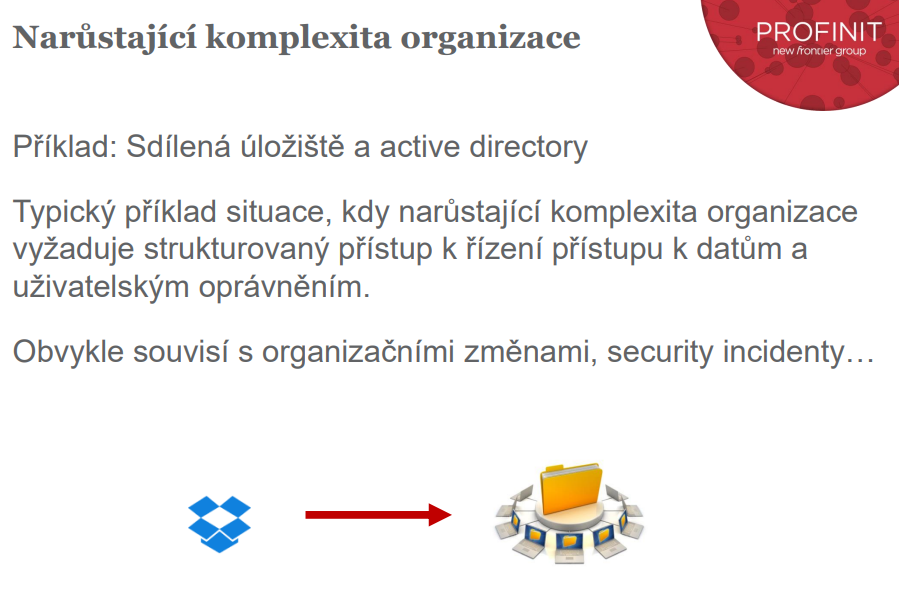 Narůstající komplexita organizace
PROFINIT
new frontier group
Příklad: Sdílená úložiště a active directory
Typický příklad situace, kdy narůstající komplexita organizace
vyžaduje strukturovaný přístup k řízení přístupu k datům a
uživatelským oprávněním.
Obvykle souvisí s organizačními změnami, security incidenty…